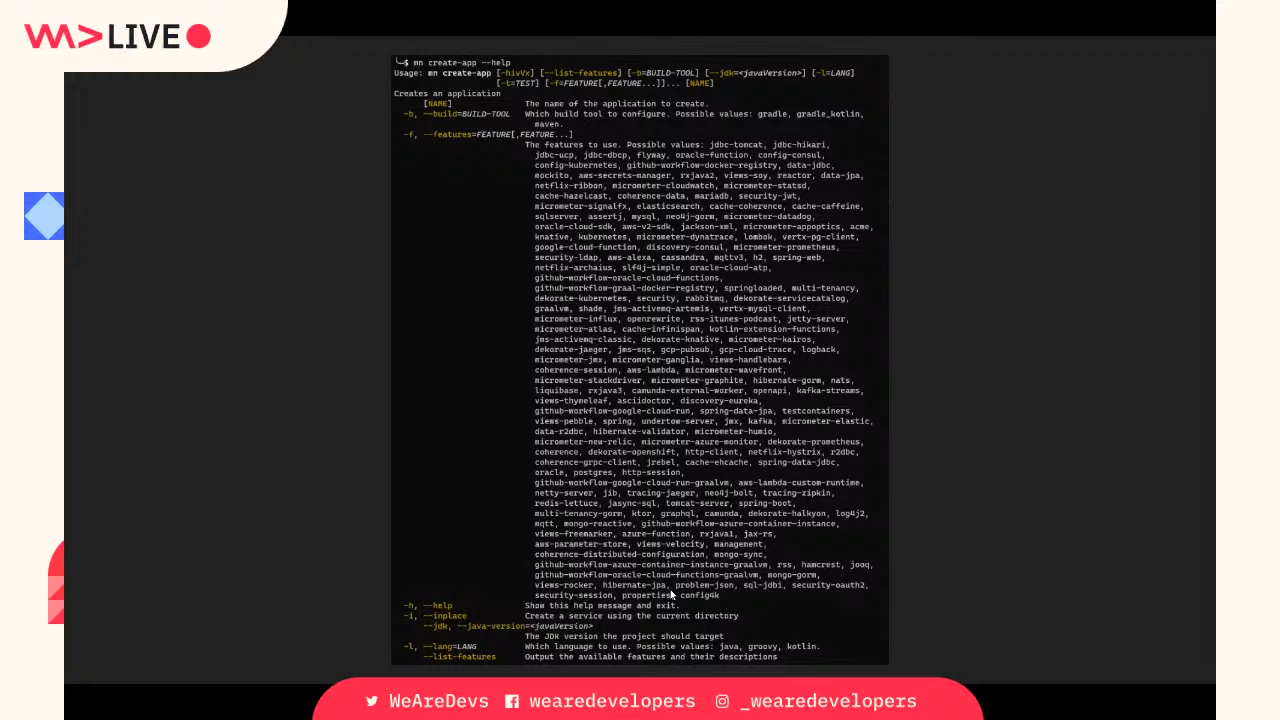 WA>LIVE
╰─$ mn create-app --help
Usage: mn create-app [-hivVx] [--list-features] [-b=BUILD-TOOL] [--jdk=<javaVersion>] [-l=LANG]
[-t=TEST] [-f=FEATURE[,FEATURE...]]... [NAME]
Creates an application
[NAME] The name of the application to create.
-b, --build=BUILD-TOOL Which build tool to configure. Possible values: gradle, gradle_kotlin,
maven.
-f, --features=FEATURE[,FEATURE...]
The features to use. Possible values: jdbc-tomcat, jdbc-hikari,
jdbc-ucp, jdbc-dbcp, flyway, oracle-function, config-consul,
config-kubernetes, github-workflow-docker-registry, data-jdbc,
mockito, aws-secrets-manager, rxjava2, views-soy, reactor, data-jpa,
netflix-ribbon, micrometer-cloudwatch, micrometer-statsd,
cache-hazelcast, coherence-data, mariadb, security-jwt,
micrometer-signalfx, elasticsearch, cache-coherence, cache-caffeine,
sqlserver, assertj, mysql, neo4j-gorm, micrometer-datadog,
oracle-cloud-sdk, aws-v2-sdk, jackson-xml, micrometer-appoptics, acme,
knative, kubernetes, micrometer-dynatrace, lombok, vertx-pg-client,
google-cloud-function, discovery-consul, micrometer-prometheus,
security-ldap, aws-alexa, cassandra, mqttv3, h2, spring-web,
netflix-archaius, slf4j-simple, oracle-cloud-atp,
github-workflow-oracle-cloud-functions,
github-workflow-graal-docker-registry, springloaded, multi-tenancy,
dekorate-kubernetes, security, rabbitmq, dekorate-servicecatalog,
graalvm, shade, jms-activemq-artemis, vertx-mysql-client,
micrometer-influx, openrewrite, rss-itunes-podcast, jetty-server,
micrometer-atlas, cache-infinispan, kotlin-extension-functions,
jms-activemq-classic, dekorate-knative, micrometer-kairos,
dekorate-jaeger, jms-sqs, gcp-pubsub, gcp-cloud-trace, logback,
micrometer-jmx, micrometer-ganglia, views-handlebars,
coherence-session, aws-lambda, micrometer-wavefront,
micrometer-stackdriver, micrometer-graphite, hibernate-gorm, nats,
liquibase, rxjava3, camunda-external-worker, openapi, kafka-streams,
views-thymeleaf, asciidoctor, discovery-eureka,
github-workflow-google-cloud-run, spring-data-jpa, testcontainers,
views-pebble, spring, undertow-server, jmx, kafka, micrometer-elastic,
data-r2dbc, hibernate-validator, micrometer-humio,
micrometer-new-relic, micrometer-azure-monitor, dekorate-prometheus,
coherence, dekorate-openshift, http-client, netflix-hystrix, r2dbc,
coherence-grpc-client, jrebel, cache-ehcache, spring-data-jdbc,
oracle, postgres, http-session,
github-workflow-google-cloud-run-graalvm, aws-lambda-custom-runtime,
netty-server, jib, tracing-jaeger, neo4j-bolt, tracing-zipkin,
redis-lettuce, jasync-sql, tomcat-server, spring-boot,
multi-tenancy-gorm, ktor, graphql, camunda, dekorate-halkyon, log4j2,
mqtt, mongo-reactive, github-workflow-azure-container-instance,
views-freemarker, azure-function, rxjava1, jax-rs,
aws-parameter-store, views-velocity, management,
coherence-distributed-configuration, mongo-sync,
github-workflow-azure-container-instance-graalvm, rss, hamcrest, jooq,
github-workflow-oracle-cloud-functions-graalvm, mongo-gorm,
views-rocker, hibernate-jpa, problem-json, sql-jdbi, security-oauth2,
security-session, properties, config4k
-h, --help Show this help message and exit.
-i, --inplace Create a service using the current directory
--jdk, --java-version=<javaVersion>
The JDK version the project should target
-l, --lang=LANG Which language to use. Possible values: java, groovy, kotlin.
--list-features Output the available features and their descriptions
WeAreDevs wearedevelopers _wearedevelopers